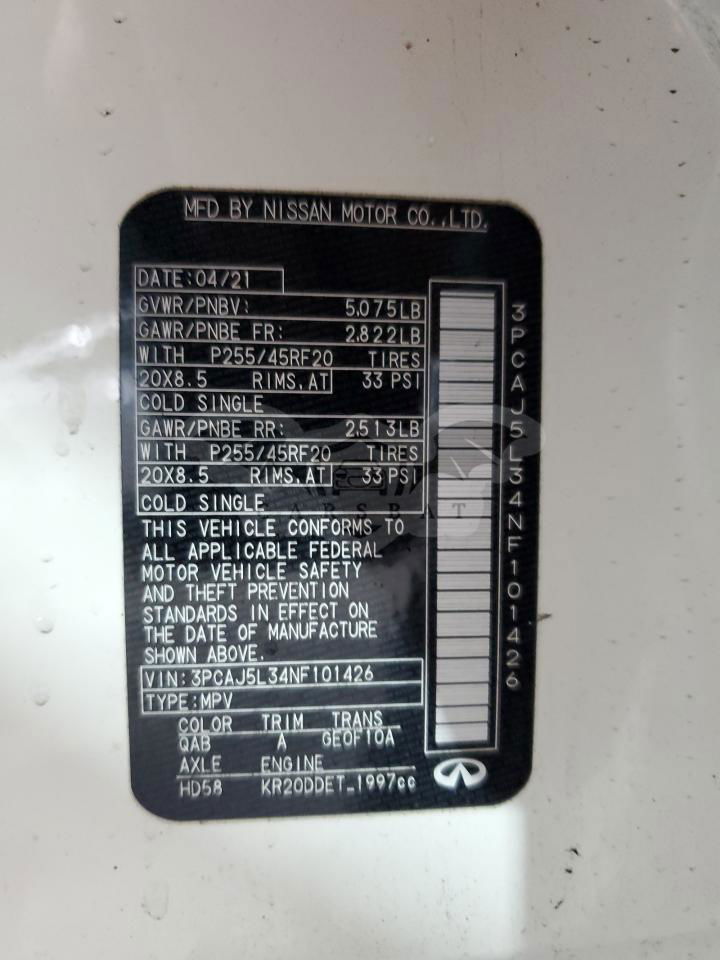 MFD BY NISSAN MOTOR CO.,LTD.
DATE:04/21
GVWR/PNBV: 5.075LB
GAWR/PNBE FR: 2.822LB
WITH P255/45RF20 TIRES
20X8.5 RIMS.AT 33 PSI
COLD SINGLE
GAWR/PNBE RR: 2.513LB
WITH P255/45RF20 TIRES
20X8.5 RIMS.AT 33 PSI
COLD SINGLE
CARSBAT
THIS VEHICLE CONFORMS TO
ALL APPLICABLE FEDERAL
MOTOR VEHICLE SAFETY
AND THEFT PREVENTION
STANDARDS IN EFFECT ON
THE DATE OF MANUFACTURE
SHOWN ABOVE.
VIN:3PCAJ5L34NF101426
TYPE:MPV
COLOR TRIM TRANS
QAB A GE0F10A
AXLE ENGINE
HD58 KR20DDET_1997cc
3PCAJ5L34NF101426